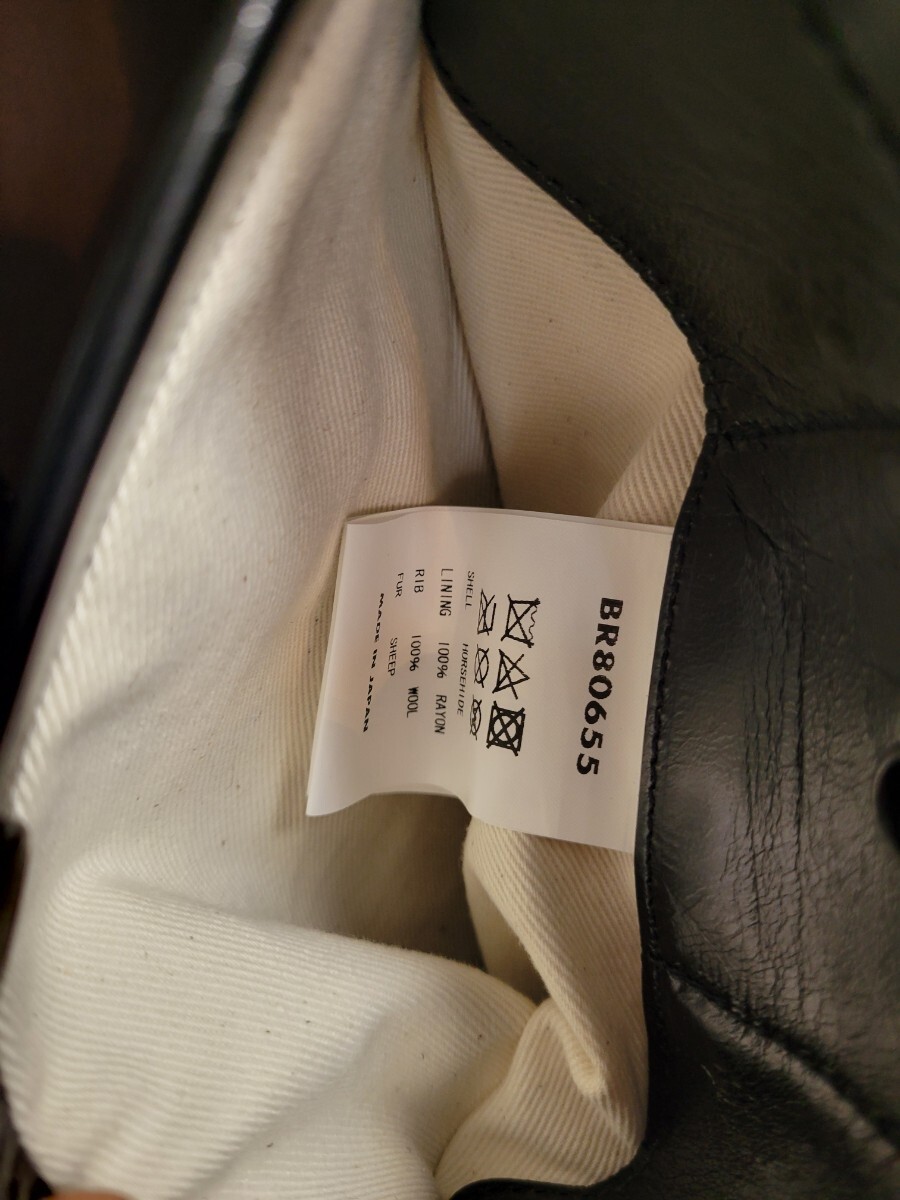 BR80655
SHELL HORSEHIDE
LINING 100% RAYON
RIB 100% WOOL
FUR SHEEP
MADE IN JAPAN